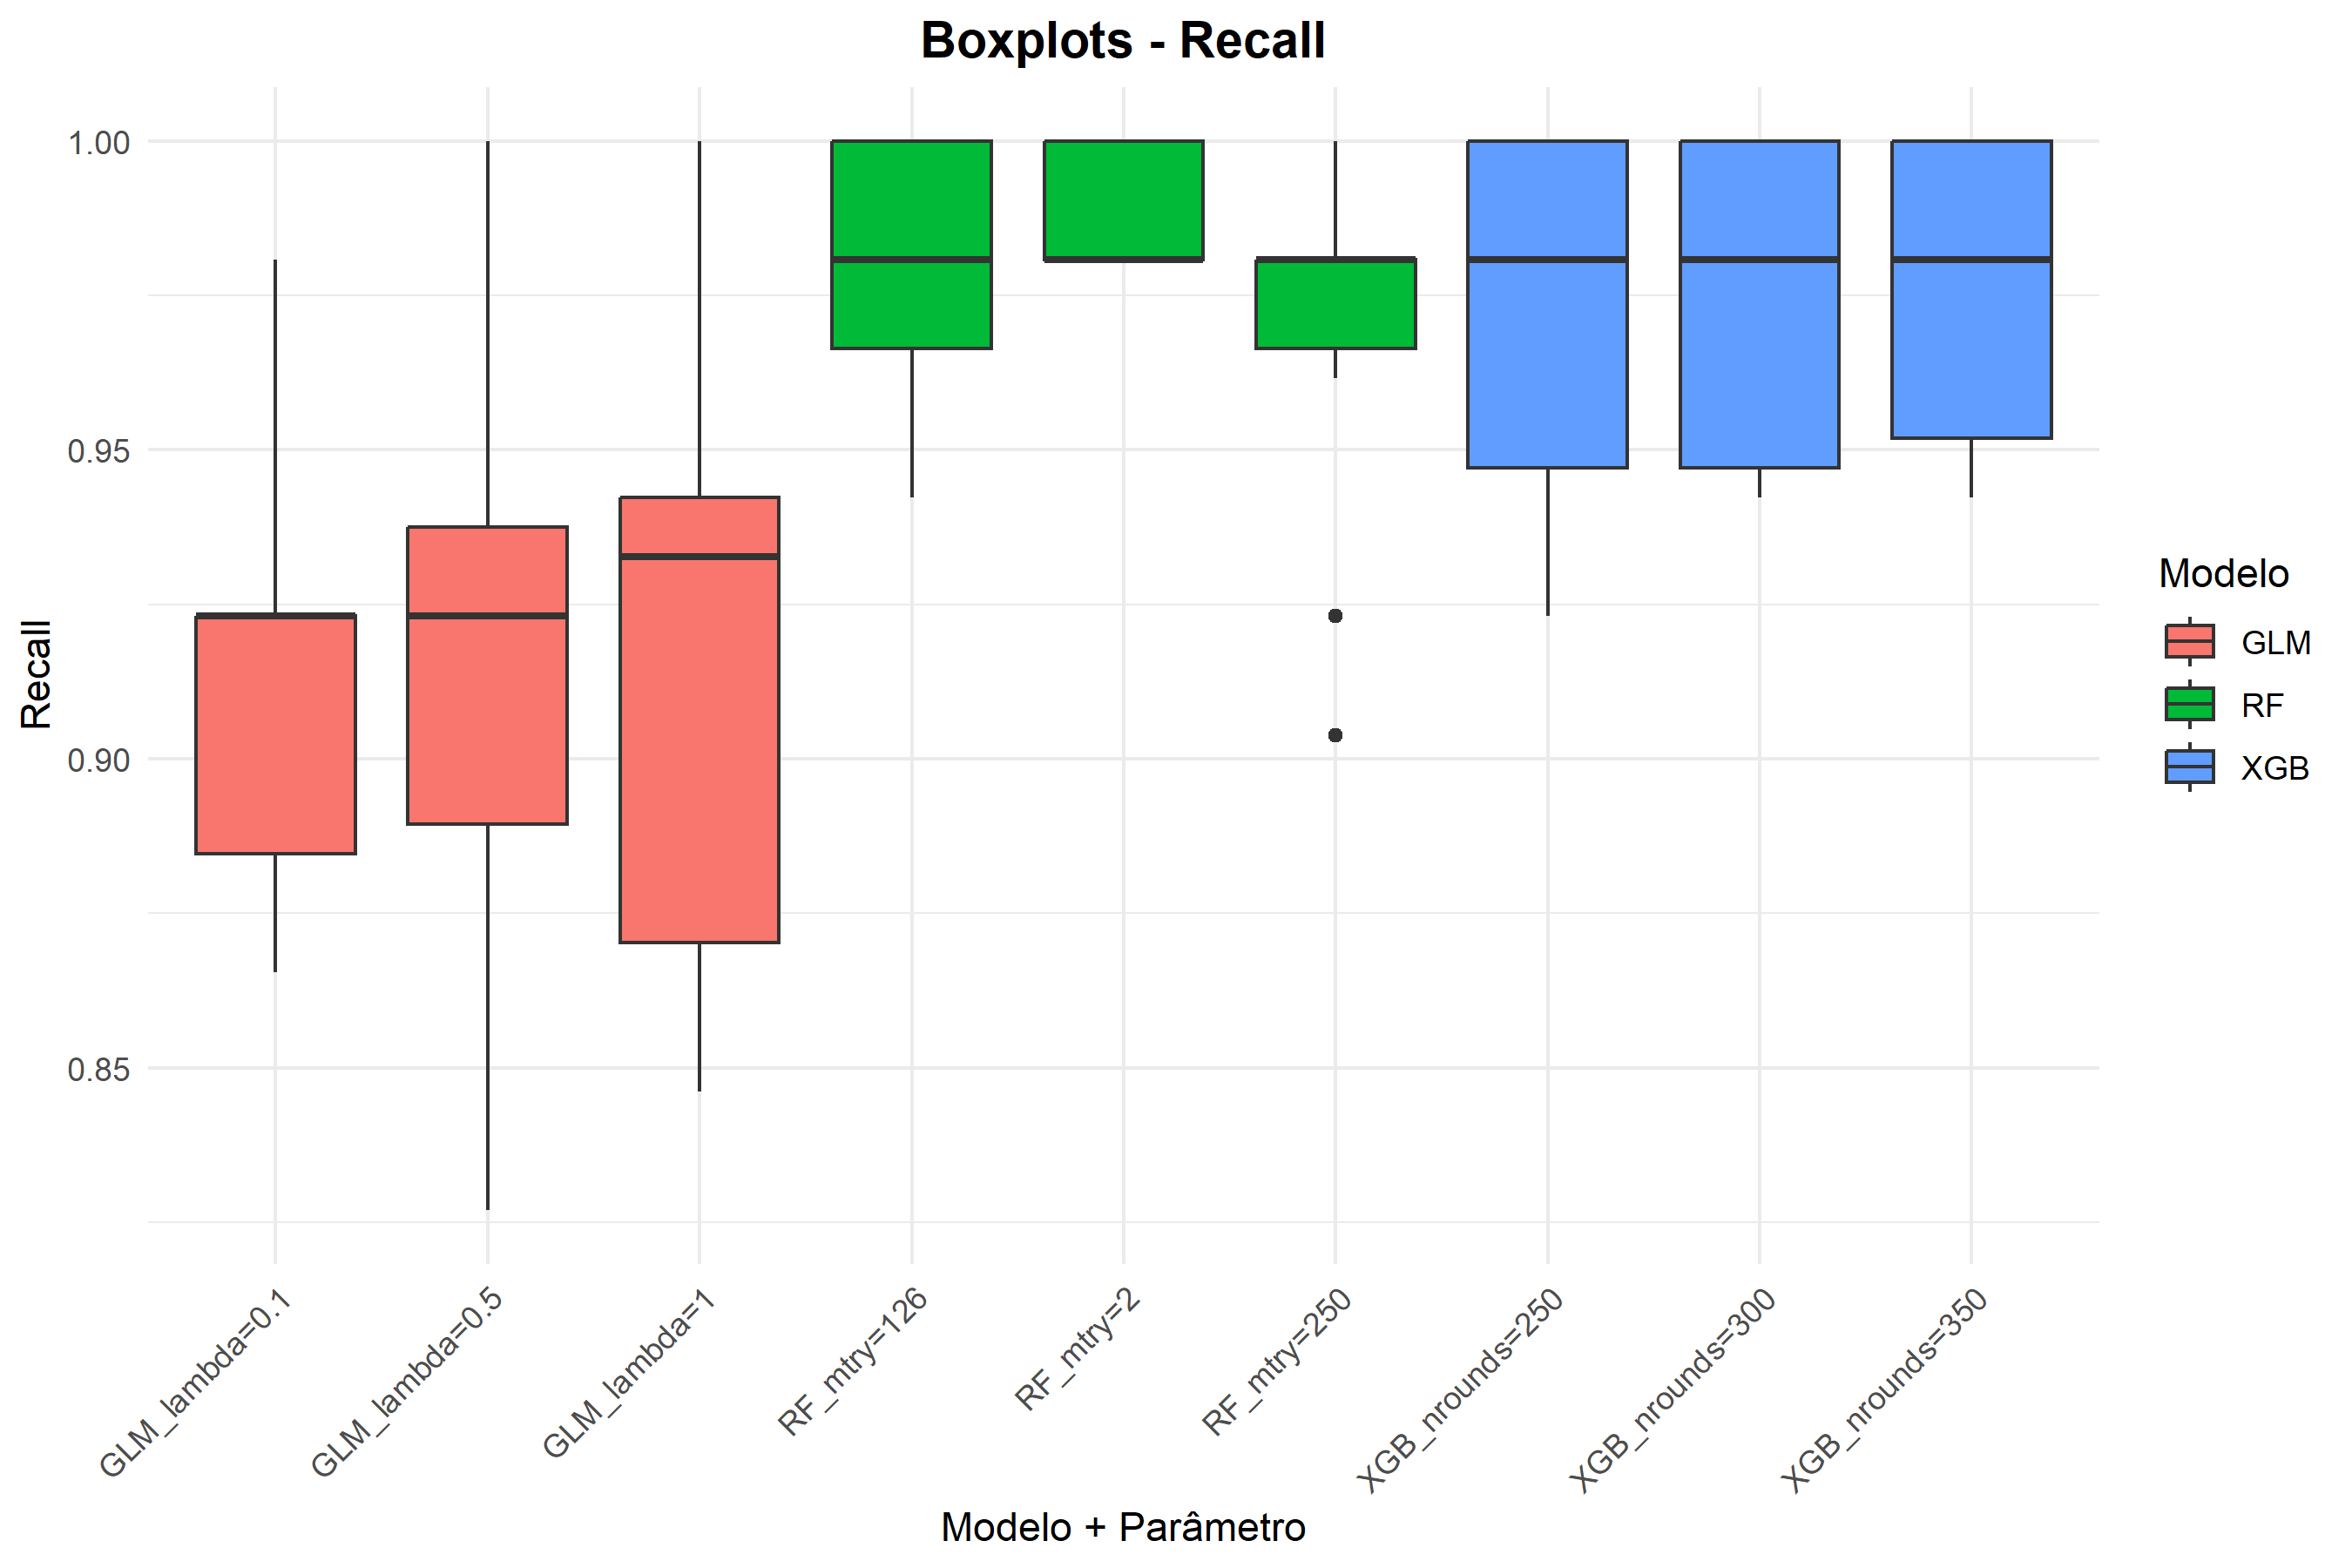 Boxplots - Recall
Recall
1.00
0.95
0.90
0.85
GLM_lambda=0.1
GLM_lambda=0.5
GLM_lambda=1
RF_mtry=126
RF_mtry=2
RF_mtry=250
XGB_nrounds=250
XGB_nrounds=300
XGB_nrounds=350
Modelo + Parâmetro
Modelo
GLM
RF
XGB